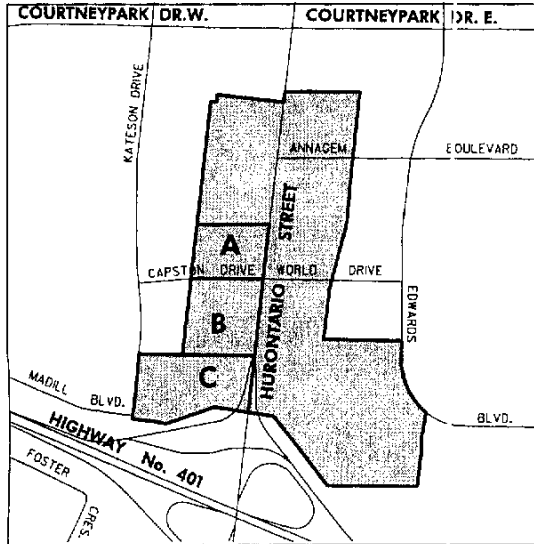 COURTNEYPARK DR.W.
COURTNEYPARK DR. E.
KATESON DRIVE
ANNAGEM
BOULEVARD
HURONTARIO STREET
A
CAPSTON DRIVE
WORLD DRIVE
B
EDWARDS
C
MADILL BLVD.
BLVD.
HIGHWAY No. 401
FOSTER
CRES.